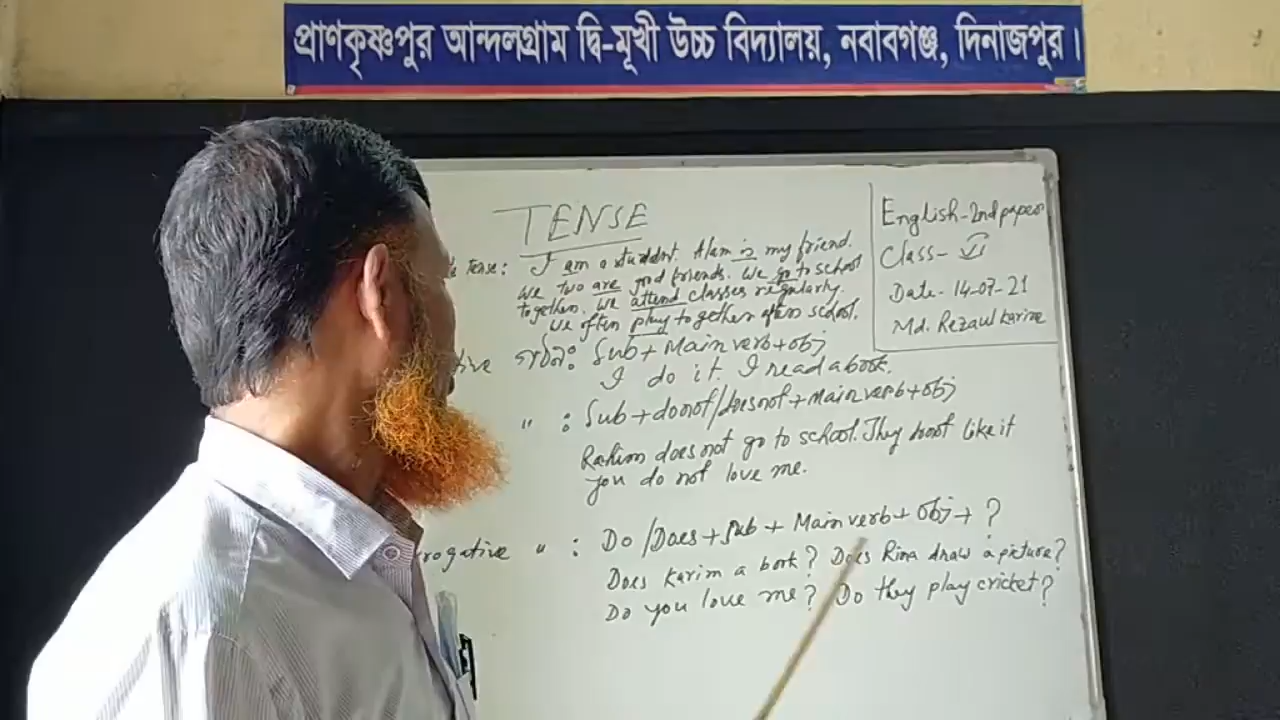 প্রাণকৃষ্ণপুর আন্দলগ্রাম দ্বি-মূখী উচ্চ বিদ্যালয়, নবাবগঞ্জ, দিনাজপুর।
TENSE
Tense: I am a student. Alam is my friend.
We two are good friends. We go to school
together. We attend classes regularly.
We often play together after school.
English-2nd paper
Class- VI
Date- 14-07-21
Md. Rezaul karim
tive গঠন: Sub+Main verb+obj
I do it. I read a book.
" : Sub+donot/doesnot+Main verb+obj
Rahim does not go to school. They donot like it
you do not love me.
rogative " : Do/Does+Sub+Main verb+Obj+?
Does Karim a book? Does Rina draw a picture?
Do you love me? Do they play cricket?